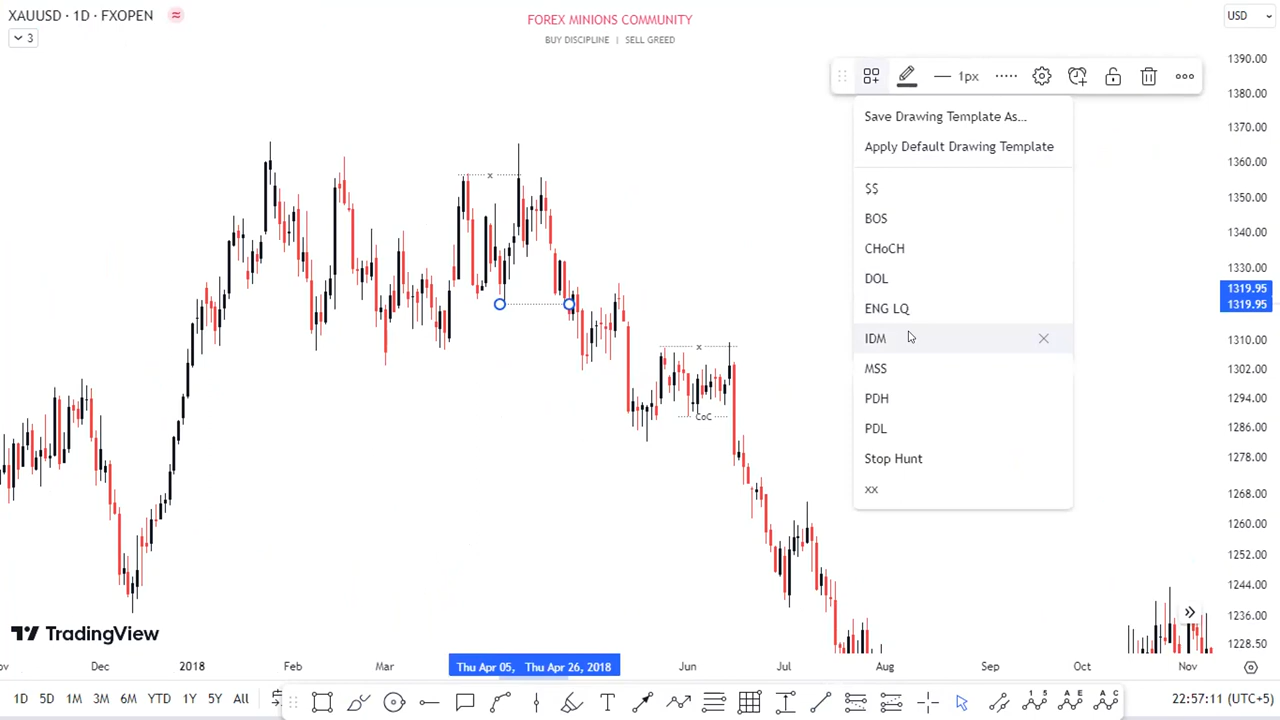 XAUUSD · 1D · FXOPEN
3
FOREX MINIONS COMMUNITY
BUY DISCIPLINE | SELL GREED
USD
1px
Save Drawing Template As...
Apply Default Drawing Template
$$
BOS
CHoCH
DOL
ENG LQ
IDM
MSS
PDH
PDL
Stop Hunt
xx
x
x
CoC
1390.00
1380.00
1370.00
1360.00
1350.00
1340.00
1330.00
1319.95
1319.95
1310.00
1302.00
1294.00
1286.00
1278.00
1268.00
1260.00
1252.00
1244.00
1236.00
1228.50
TradingView
Dec 2018 Feb Mar Thu Apr 05, Thu Apr 26, 2018 Jun Jul Aug Sep Oct Nov
1D 5D 1M 3M 6M YTD 1Y 5Y All
22:57:11 (UTC+5)